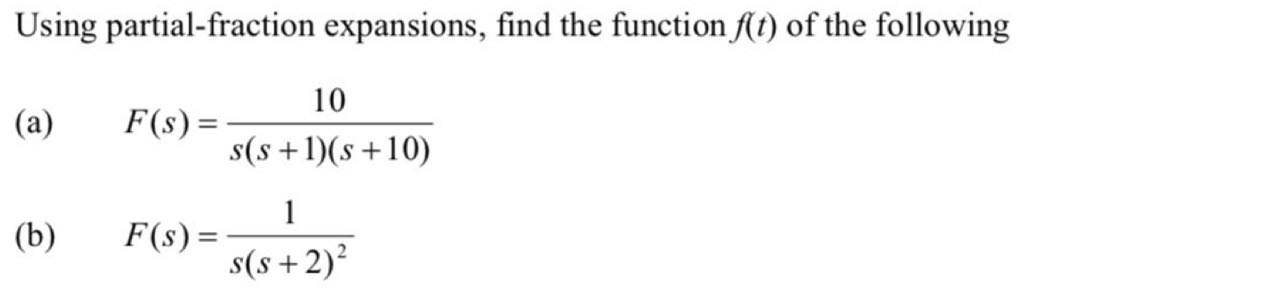 Using partial-fraction expansions, find the function f(t) of the following
(a) F(s) = 10 / s(s+1)(s+10)
(b) F(s) = 1 / s(s+2)²